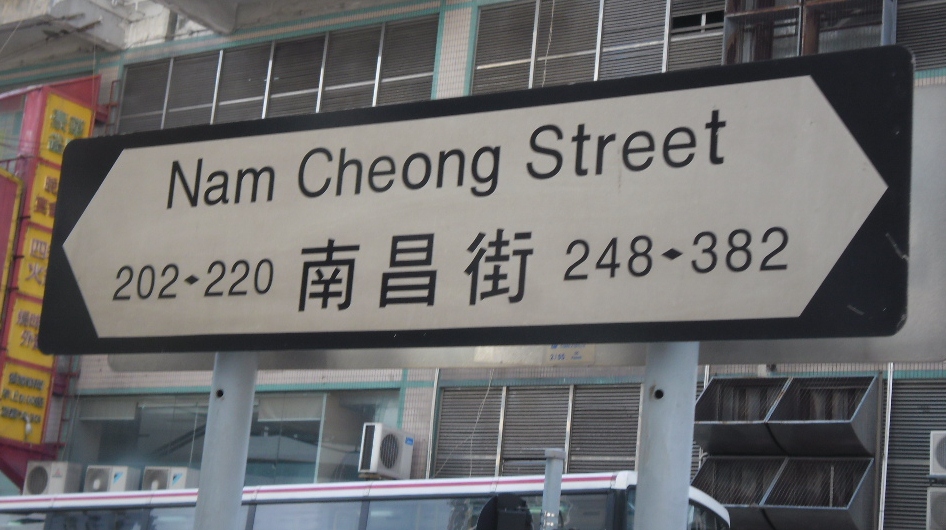 Nam Cheong Street
202◆220 南昌街 248◆382